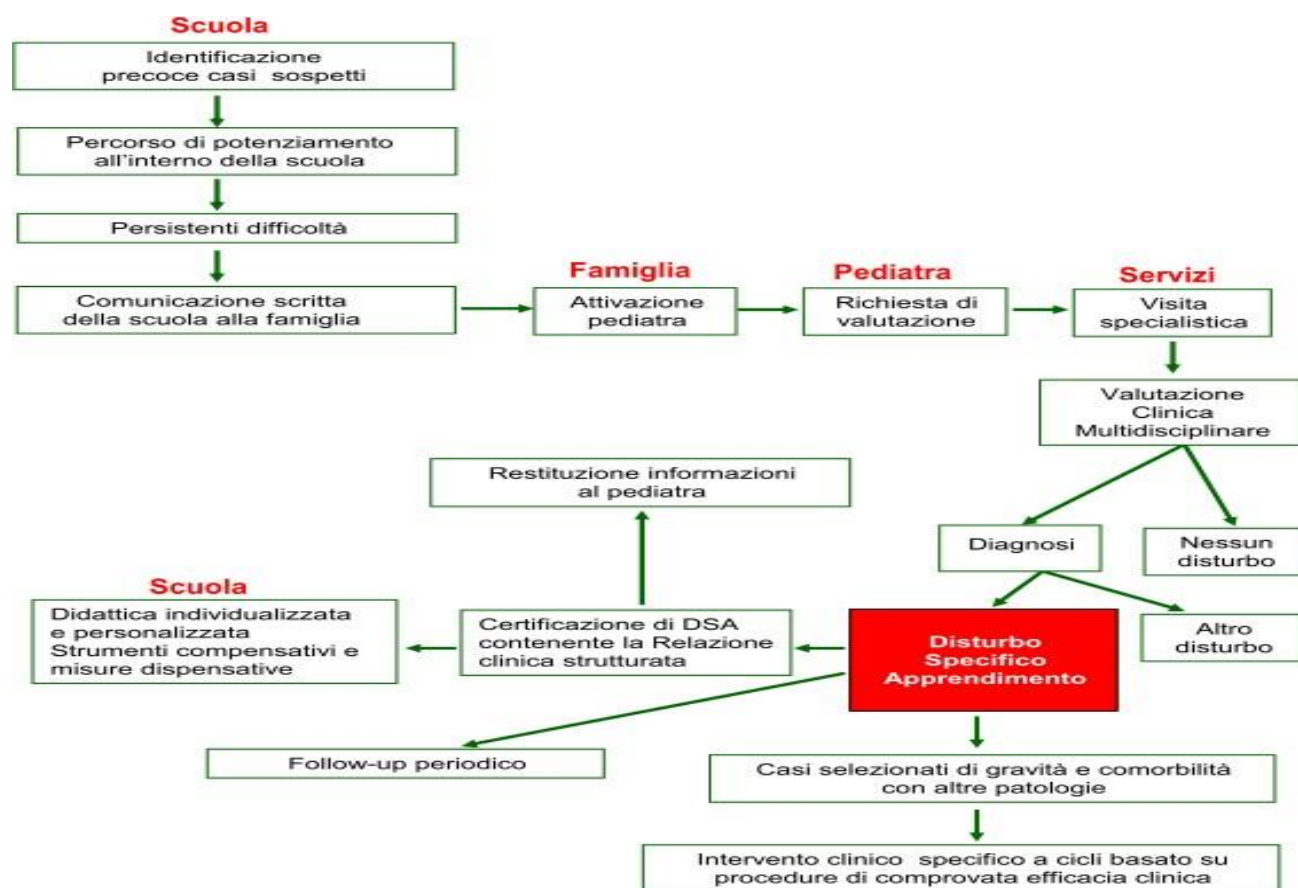 Scuola
Identificazione
precoce casi sospetti
Percorso di potenziamento
all'interno della scuola
Persistenti difficoltà
Comunicazione scritta
della scuola alla famiglia
Famiglia
Attivazione
pediatra
Pediatra
Richiesta di
valutazione
Servizi
Visita
specialistica
Valutazione
Clinica
Multidisciplinare
Diagnosi
Nessun
disturbo
Altro
disturbo
Disturbo
Specifico
Apprendimento
Restituzione informazioni
al pediatra
Certificazione di DSA
contenente la Relazione
clinica strutturata
Scuola
Didattica individualizzata
e personalizzata
Strumenti compensativi e
misure dispensative
Follow-up periodico
Casi selezionati di gravità e comorbilità
con altre patologie
Intervento clinico specifico a cicli basato su
procedure di comprovata efficacia clinica